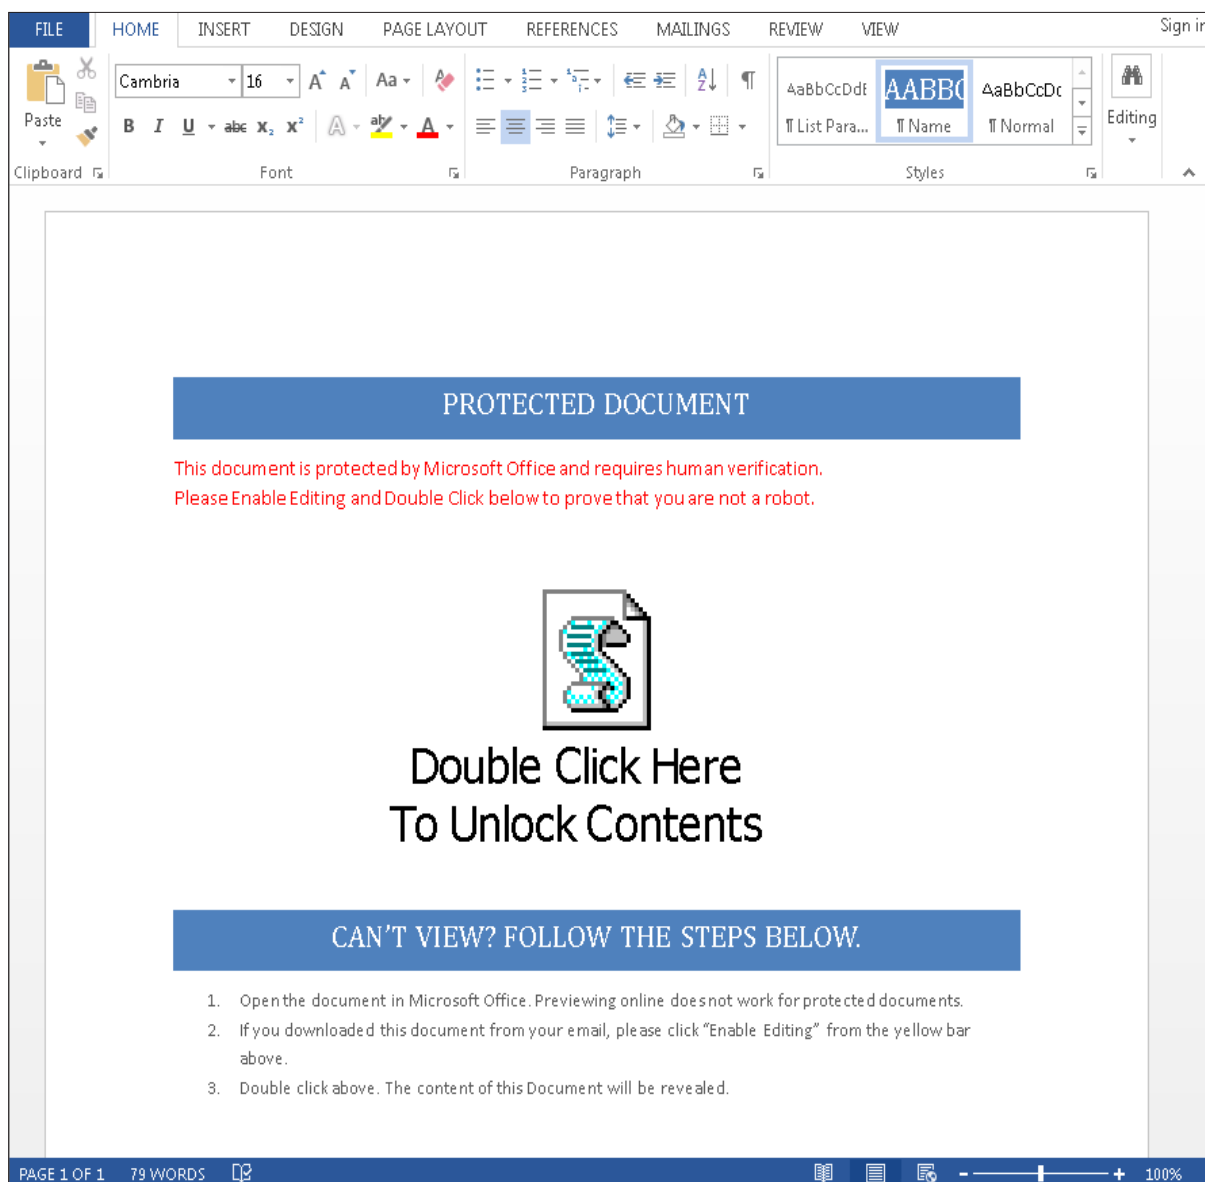 FILE HOME INSERT DESIGN PAGE LAYOUT REFERENCES MAILINGS REVIEW VIEW Sign in
Cambria 16 A A Aa
AaBbCcDdE AABBC AaBbCcDc
Paste
B I U abc X₂ X² A aby A
¶ List Para... ¶ Name ¶ Normal
Editing
Clipboard Font Paragraph Styles
PROTECTED DOCUMENT
This document is protected by Microsoft Office and requires human verification.
Please Enable Editing and Double Click below to prove that you are not a robot.
Double Click Here
To Unlock Contents
CAN'T VIEW? FOLLOW THE STEPS BELOW.
1. Open the document in Microsoft Office. Previewing online does not work for protected documents.
2. If you downloaded this document from your email, please click “Enable Editing” from the yellow bar
above.
3. Double click above. The content of this Document will be revealed.
PAGE 1 OF 1 79 WORDS 100%